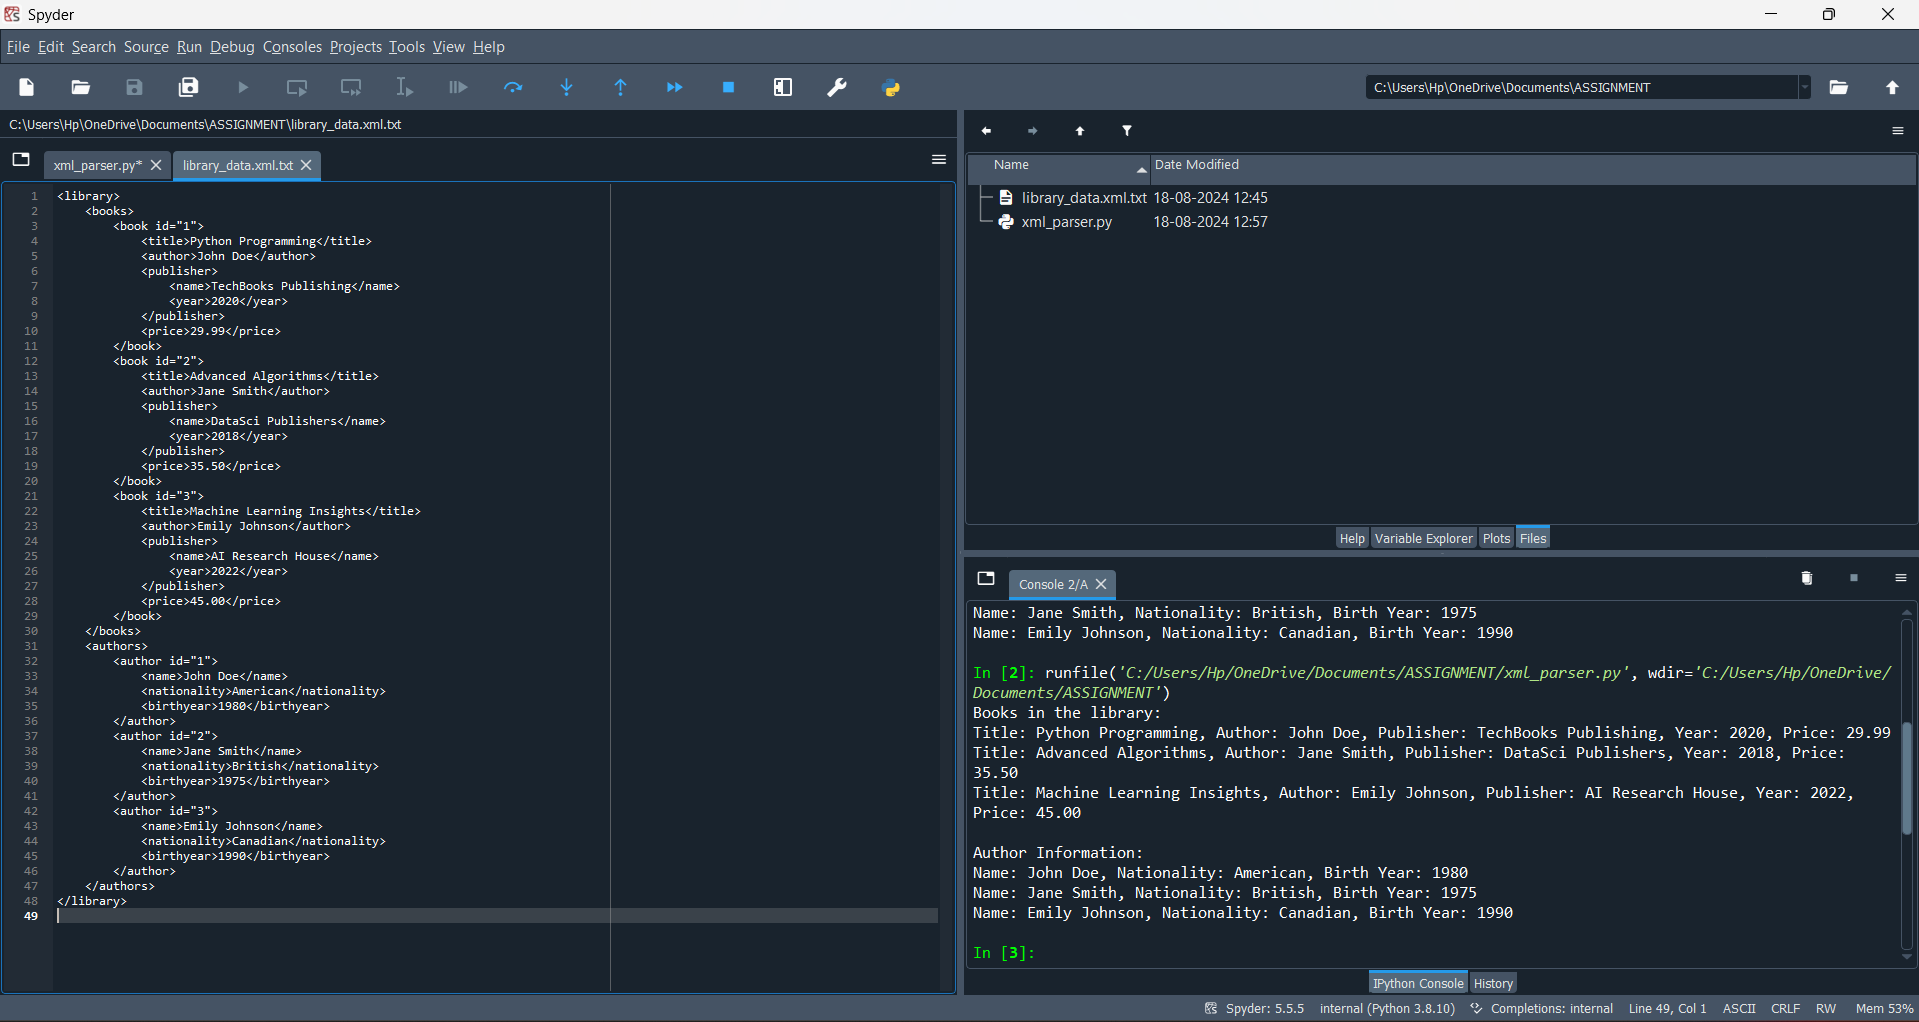 Spyder
File Edit Search Source Run Debug Consoles Projects Tools View Help
C:\Users\Hp\OneDrive\Documents\ASSIGNMENT
C:\Users\Hp\OneDrive\Documents\ASSIGNMENT\library_data.xml.txt
xml_parser.py* library_data.xml.txt
1 <library>
2     <books>
3         <book id="1">
4             <title>Python Programming</title>
5             <author>John Doe</author>
6             <publisher>
7                 <name>TechBooks Publishing</name>
8                 <year>2020</year>
9             </publisher>
10             <price>29.99</price>
11         </book>
12         <book id="2">
13             <title>Advanced Algorithms</title>
14             <author>Jane Smith</author>
15             <publisher>
16                 <name>DataSci Publishers</name>
17                 <year>2018</year>
18             </publisher>
19             <price>35.50</price>
20         </book>
21         <book id="3">
22             <title>Machine Learning Insights</title>
23             <author>Emily Johnson</author>
24             <publisher>
25                 <name>AI Research House</name>
26                 <year>2022</year>
27             </publisher>
28             <price>45.00</price>
29         </book>
30     </books>
31     <authors>
32         <author id="1">
33             <name>John Doe</name>
34             <nationality>American</nationality>
35             <birthyear>1980</birthyear>
36         </author>
37         <author id="2">
38             <name>Jane Smith</name>
39             <nationality>British</nationality>
40             <birthyear>1975</birthyear>
41         </author>
42         <author id="3">
43             <name>Emily Johnson</name>
44             <nationality>Canadian</nationality>
45             <birthyear>1990</birthyear>
46         </author>
47     </authors>
48 </library>
49
Name Date Modified
library_data.xml.txt 18-08-2024 12:45
xml_parser.py 18-08-2024 12:57
Help Variable Explorer Plots Files
Console 2/A
Name: Jane Smith, Nationality: British, Birth Year: 1975
Name: Emily Johnson, Nationality: Canadian, Birth Year: 1990
In [2]: runfile('C:/Users/Hp/OneDrive/Documents/ASSIGNMENT/xml_parser.py', wdir='C:/Users/Hp/OneDrive/
Documents/ASSIGNMENT')
Books in the library:
Title: Python Programming, Author: John Doe, Publisher: TechBooks Publishing, Year: 2020, Price: 29.99
Title: Advanced Algorithms, Author: Jane Smith, Publisher: DataSci Publishers, Year: 2018, Price:
35.50
Title: Machine Learning Insights, Author: Emily Johnson, Publisher: AI Research House, Year: 2022,
Price: 45.00
Author Information:
Name: John Doe, Nationality: American, Birth Year: 1980
Name: Jane Smith, Nationality: British, Birth Year: 1975
Name: Emily Johnson, Nationality: Canadian, Birth Year: 1990
In [3]:
IPython Console History
Spyder: 5.5.5 internal (Python 3.8.10) Completions: internal Line 49, Col 1 ASCII CRLF RW Mem 53%